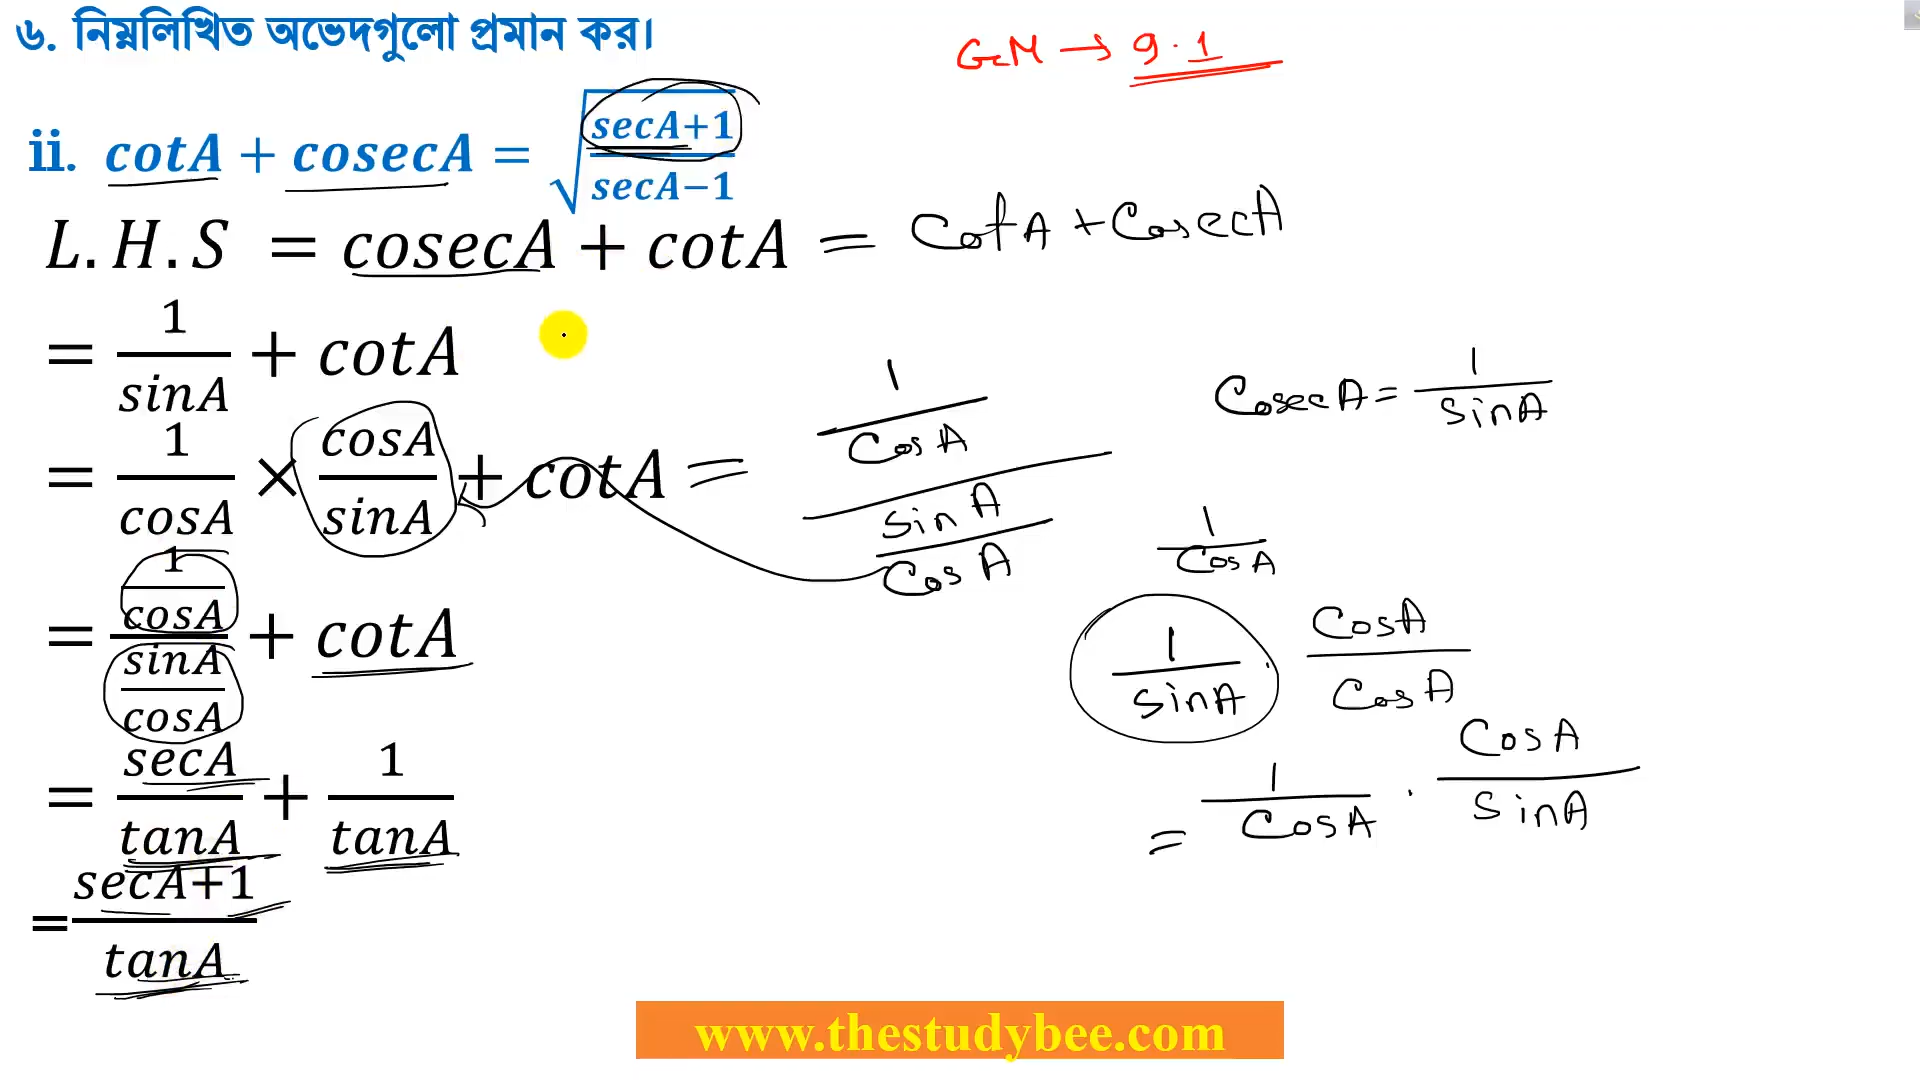 ৬. নিম্নলিখিত অভেদগুলো প্রমান কর।
GM → 9.1
ii. cotA + cosecA = √((secA+1)/(secA−1))
L.H.S = cosecA + cotA = cotA + cosecA
= 1/sinA + cotA
cosecA = 1/sinA
= 1/cosA × cosA/sinA + cotA = (1/cosA)/(sinA/cosA)
1/cosA
= (1/cosA)/(sinA/cosA) + cotA
1/sinA · cosA/cosA
= secA/tanA + 1/tanA
= 1/cosA · cosA/sinA
= (secA+1)/tanA
www.thestudybee.com